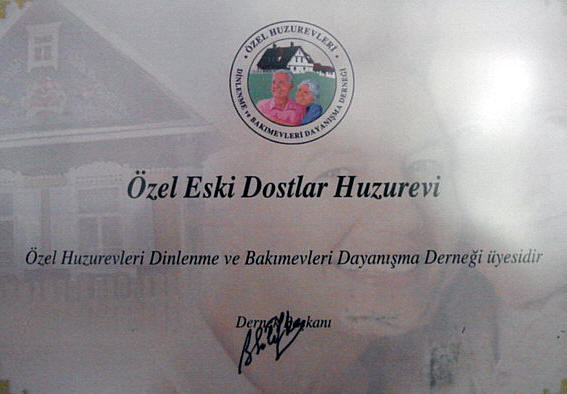 ÖZEL HUZUREVLERİ
DİNLENME ve BAKIMEVLERİ DAYANIŞMA DERNEĞİ
Özel Eski Dostlar Huzurevi
Özel Huzurevleri Dinlenme ve Bakımevleri Dayanışma Derneği üyesidir
Dernek Başkanı